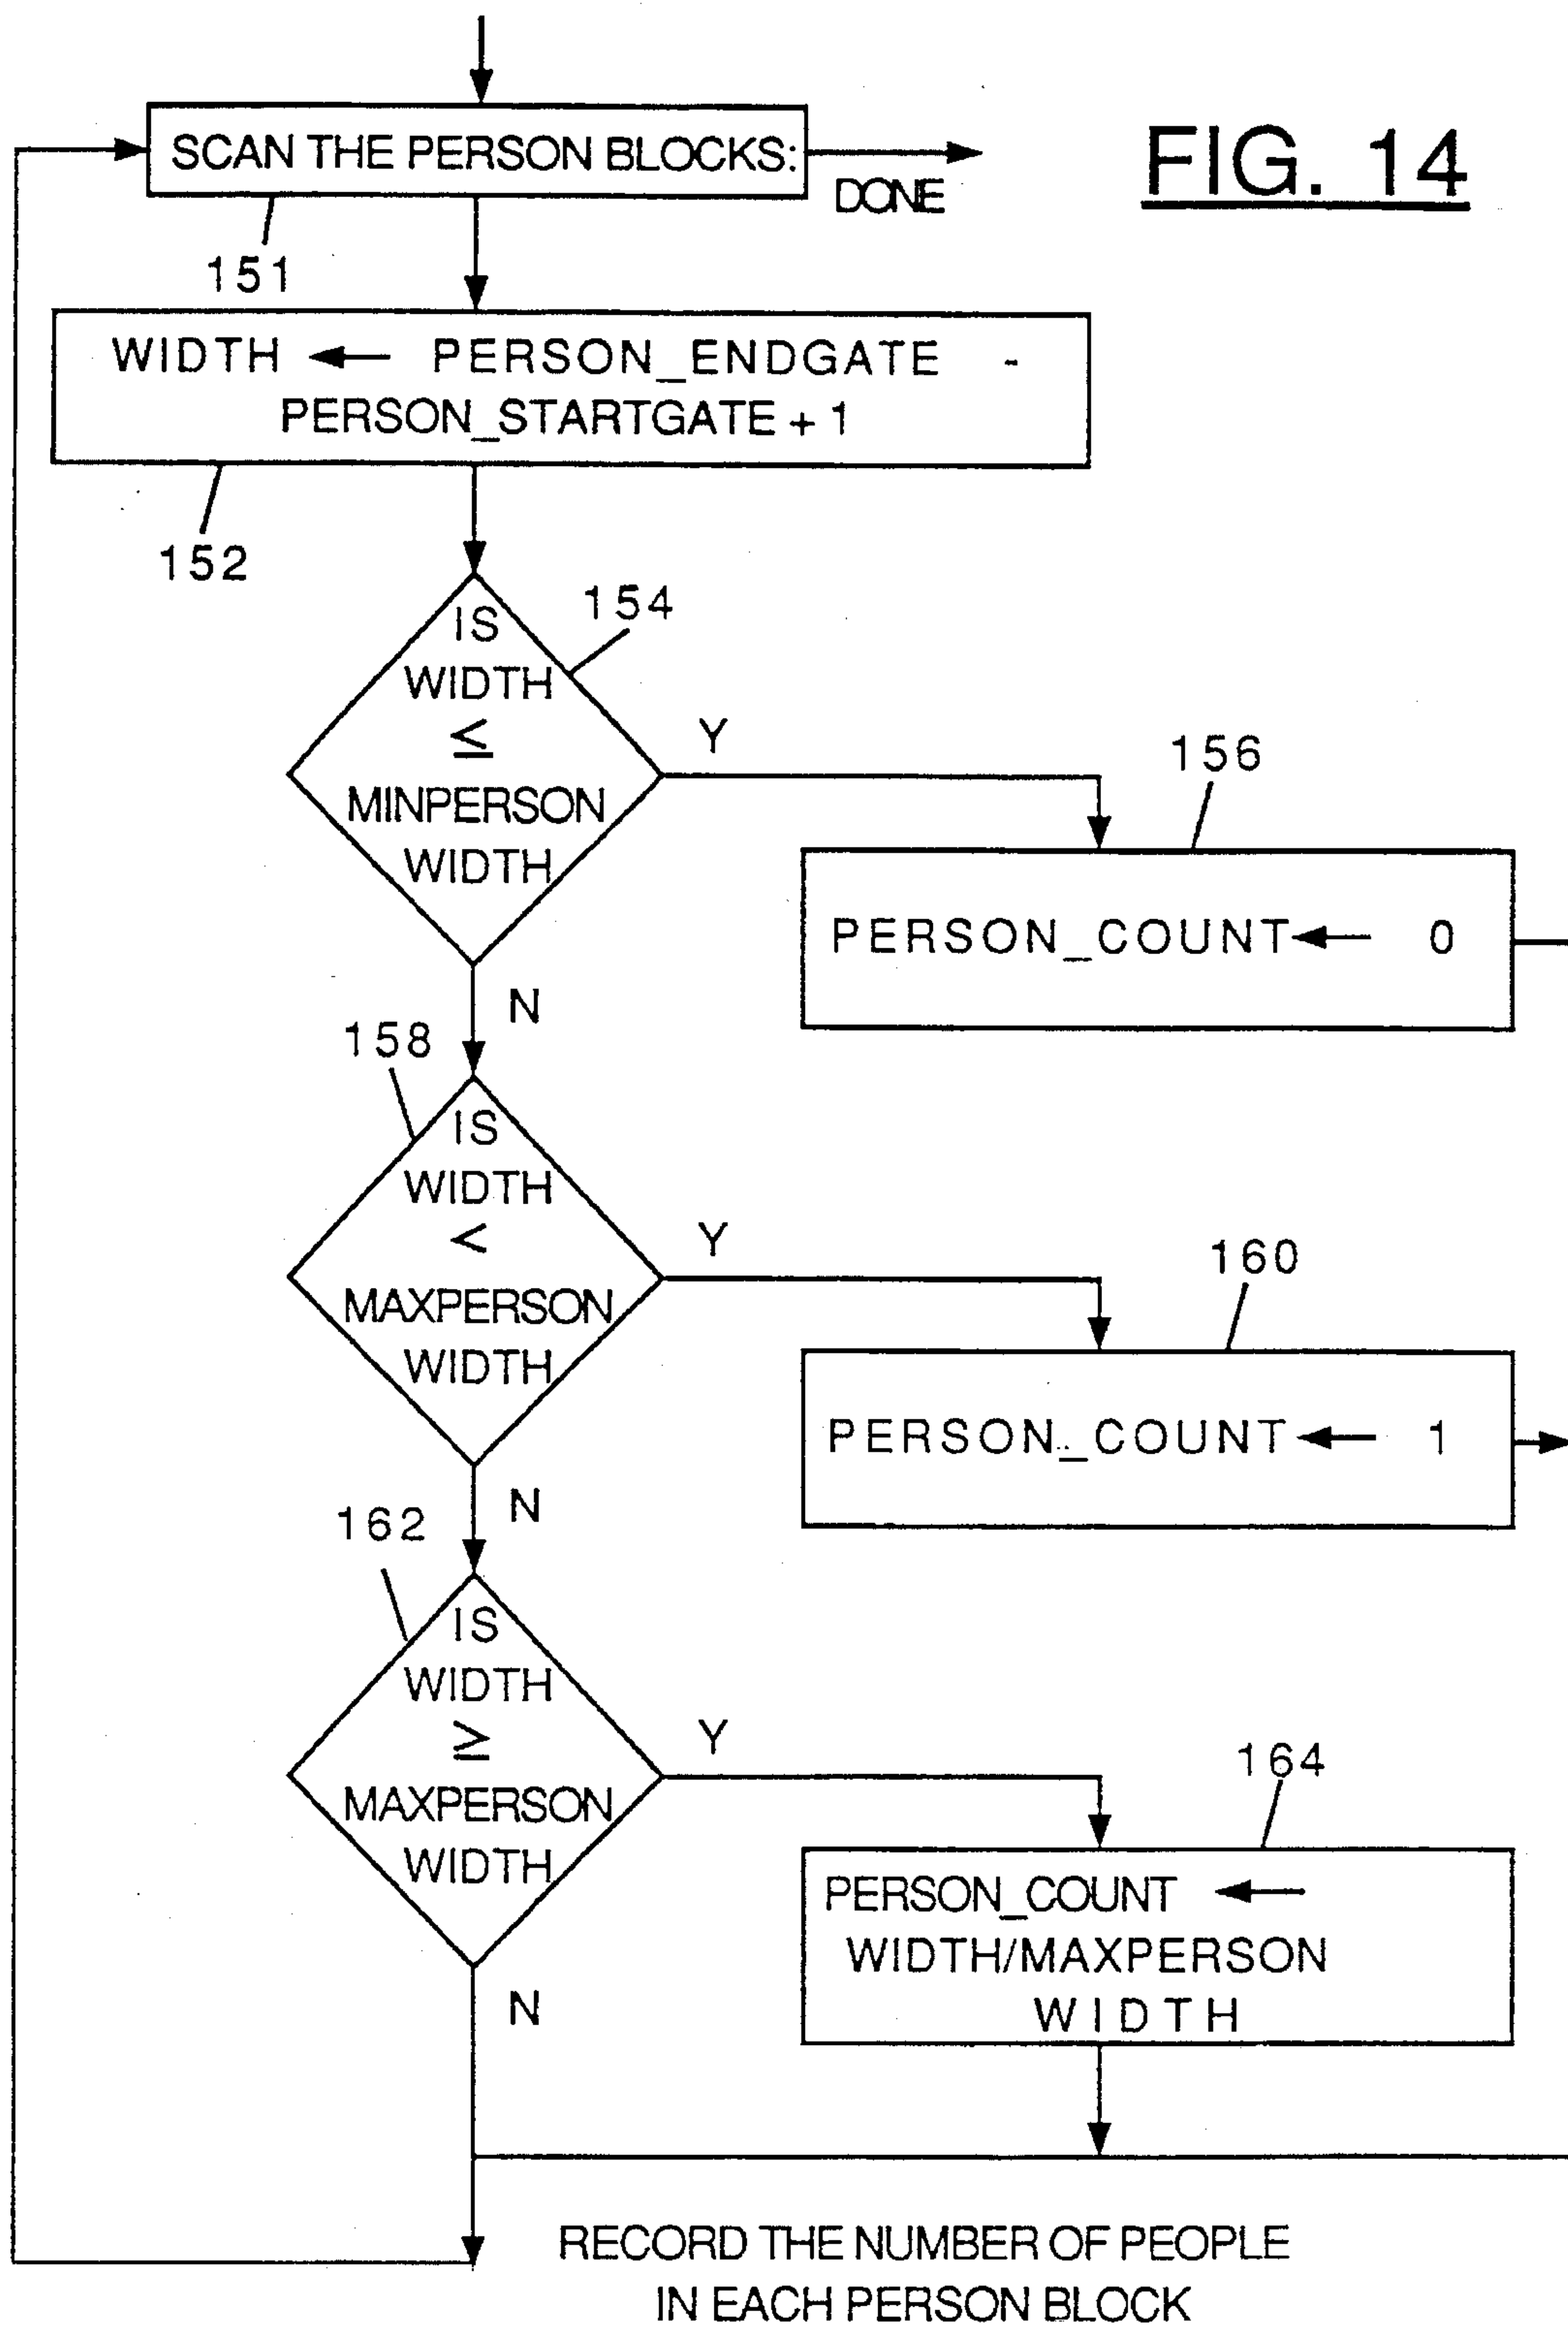 FIG. 14
SCAN THE PERSON BLOCKS:
DONE
151
WIDTH ← PERSON_ENDGATE -
PERSON_STARTGATE + 1
152
IS
WIDTH
≤
MINPERSON
WIDTH
154
Y
N
156
PERSON_COUNT ← 0
158
IS
WIDTH
<
MAXPERSON
WIDTH
Y
N
160
PERSON_COUNT ← 1
162
IS
WIDTH
≥
MAXPERSON
WIDTH
Y
N
164
PERSON_COUNT ←
WIDTH/MAXPERSON
WIDTH
RECORD THE NUMBER OF PEOPLE
IN EACH PERSON BLOCK